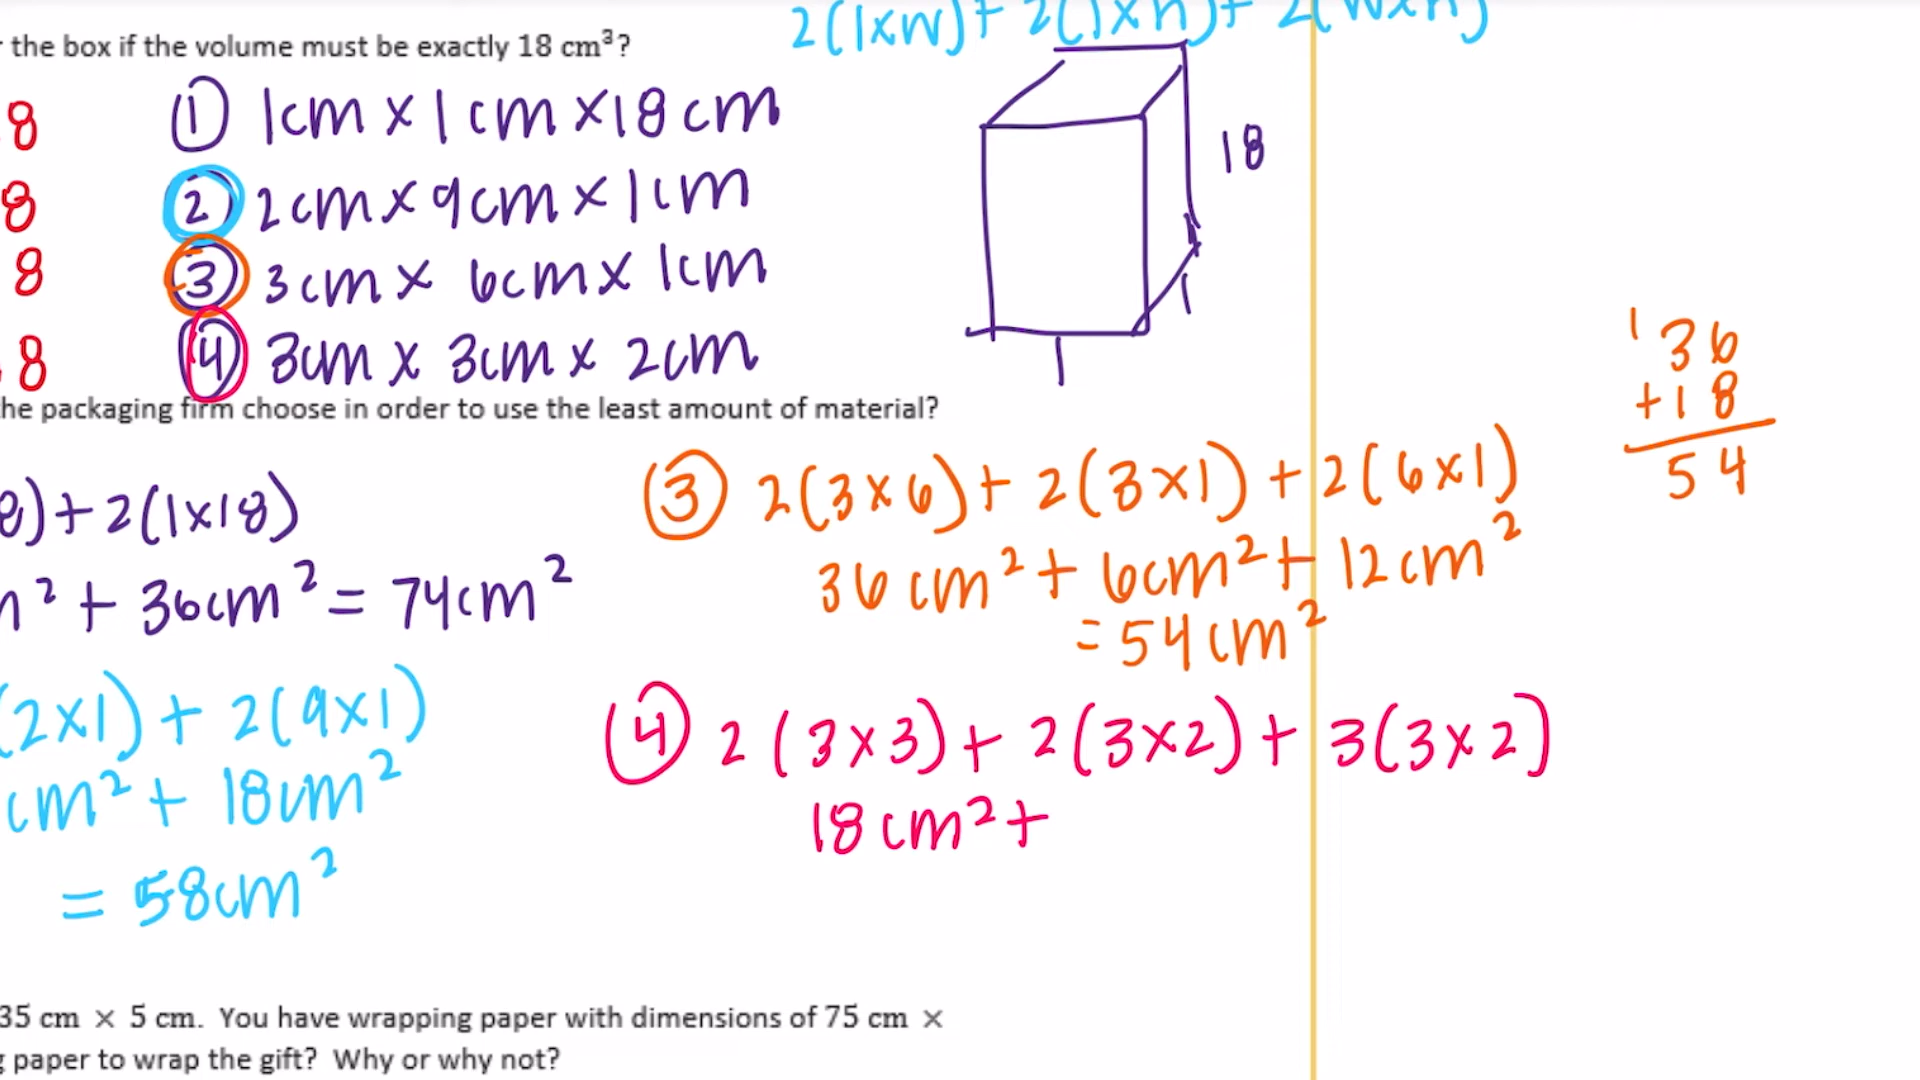 2(l×w)+ 2(l×h)+ 2(w×h)
the box if the volume must be exactly 18 cm³?
8 ① 1cm × 1cm × 18cm
8 ② 2cm × 9cm × 1cm
8 ③ 3cm × 6cm × 1cm
8 ④ 3cm × 3cm × 2cm
18
1
1
1
36
+18
54
he packaging firm choose in order to use the least amount of material?
8)+2(1×18)
m² + 36cm² = 74cm²
(2×1) + 2(9×1)
cm² + 18cm²
= 58cm²
③ 2(3×6)+ 2(3×1) +2(6×1)
36cm² + 6cm² + 12cm²
= 54cm²
④ 2(3×3)+ 2(3×2) + 3(3×2)
18cm² +
35 cm × 5 cm. You have wrapping paper with dimensions of 75 cm ×
g paper to wrap the gift? Why or why not?